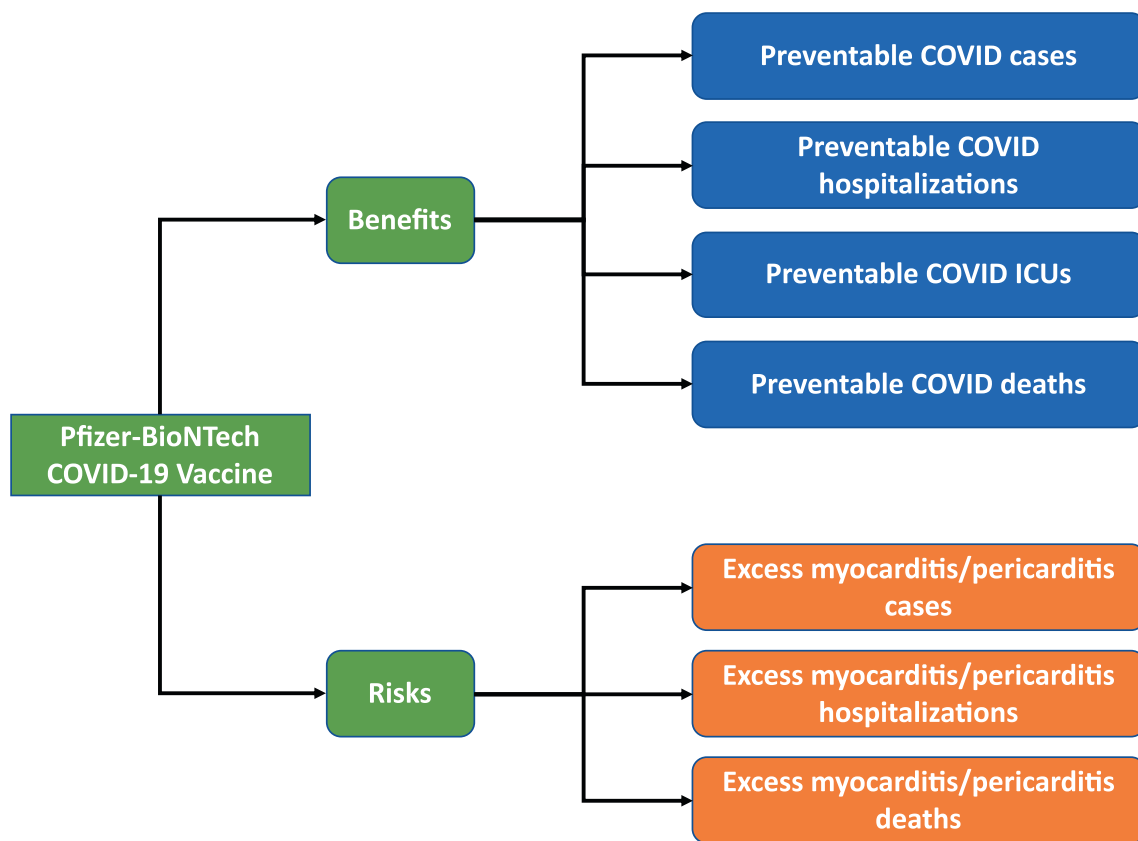 Preventable COVID cases
Preventable COVID
hospitalizations
Benefits
Preventable COVID ICUs
Preventable COVID deaths
Pfizer-BioNTech
COVID-19 Vaccine
Excess myocarditis/pericarditis
cases
Risks
Excess myocarditis/pericarditis
hospitalizations
Excess myocarditis/pericarditis
deaths